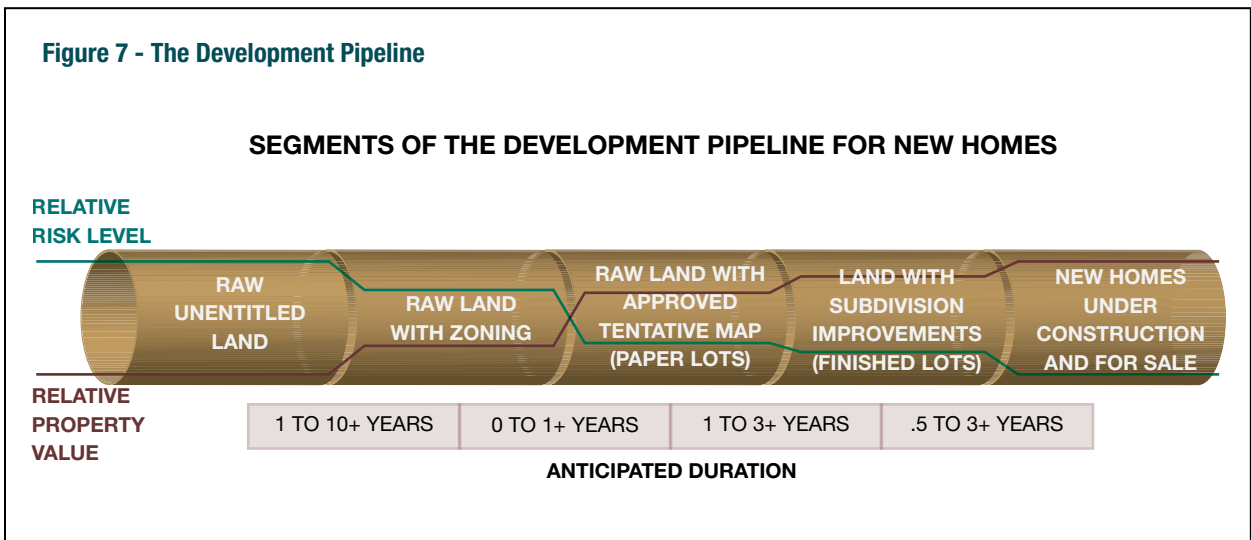 Figure 7 - The Development Pipeline
SEGMENTS OF THE DEVELOPMENT PIPELINE FOR NEW HOMES
RELATIVE
RISK LEVEL
RAW
UNENTITLED
LAND
RAW LAND
WITH ZONING
RAW LAND WITH
APPROVED
TENTATIVE MAP
(PAPER LOTS)
LAND WITH
SUBDIVISION
IMPROVEMENTS
(FINISHED LOTS)
NEW HOMES
UNDER
CONSTRUCTION
AND FOR SALE
RELATIVE
PROPERTY
VALUE
1 TO 10+ YEARS
0 TO 1+ YEARS
1 TO 3+ YEARS
.5 TO 3+ YEARS
ANTICIPATED DURATION